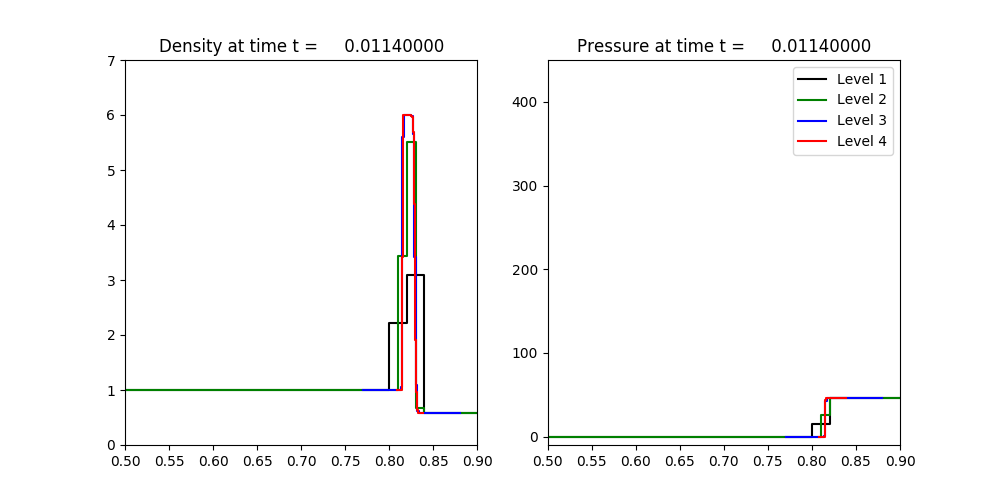 Density at time t = 0.01140000
7
6
5
4
3
2
1
0
0.50 0.55 0.60 0.65 0.70 0.75 0.80 0.85 0.90
Pressure at time t = 0.01140000
Level 1
Level 2
Level 3
Level 4
400
300
200
100
0
0.50 0.55 0.60 0.65 0.70 0.75 0.80 0.85 0.90